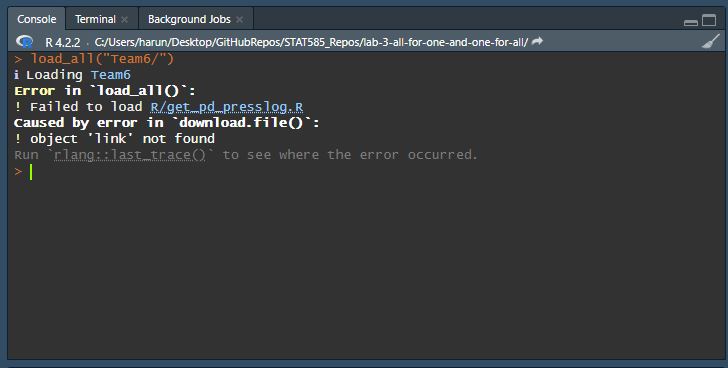 Console Terminal × Background Jobs ×
R 4.2.2 · C:/Users/harun/Desktop/GitHubRepos/STAT585_Repos/lab-3-all-for-one-and-one-for-all/
> load_all("Team6/")
ℹ Loading Team6
Error in `load_all()`:
! Failed to load R/get_pd_presslog.R
Caused by error in `download.file()`:
! object 'link' not found
Run `rlang::last_trace()` to see where the error occurred.
>